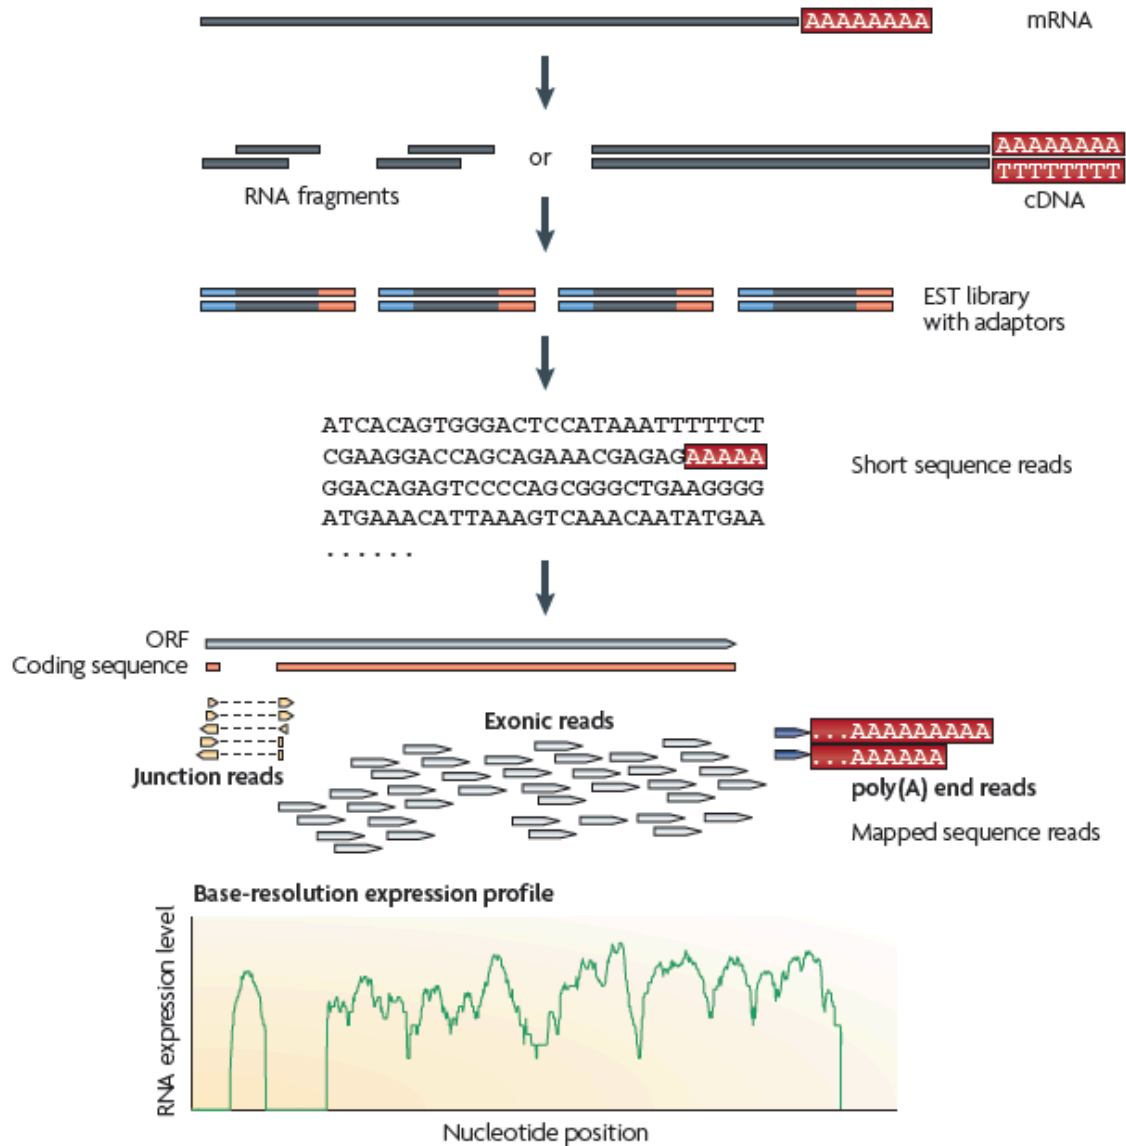 AAAAAAAA mRNA
AAAAAAAA
or
TTTTTTTT
RNA fragments
cDNA
EST library
with adaptors
ATCACAGTGGGACTCCATAAATTTTTCT
CGAAGGACCAGCAGAAACGAGAGAAAAA
Short sequence reads
GGACAGAGTCCCCAGCGGGCTGAAGGGG
ATGAAACATTAAAGTCAAACAATATGAA
. . . . . .
ORF
Coding sequence
Exonic reads
...AAAAAAAAA
...AAAAAA
Junction reads
poly(A) end reads
Mapped sequence reads
Base-resolution expression profile
RNA expression level
Nucleotide position